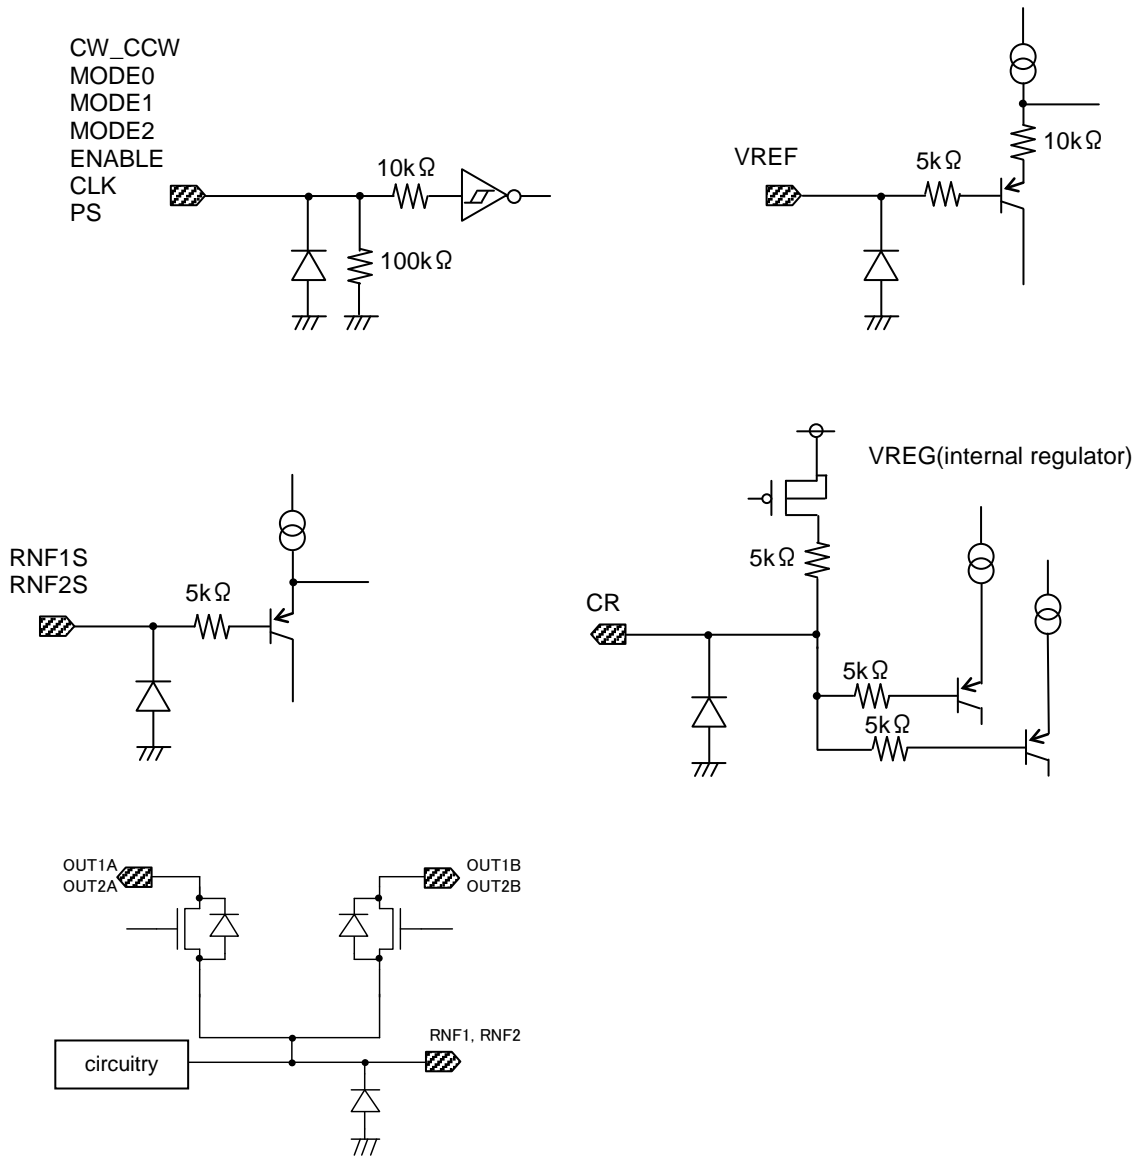 CW_CCW
MODE0
MODE1
MODE2
ENABLE
CLK
PS
10kΩ
100kΩ
VREF
5kΩ
10kΩ
RNF1S
RNF2S
5kΩ
VREG(internal regulator)
5kΩ
CR
5kΩ
5kΩ
OUT1A
OUT2A
OUT1B
OUT2B
RNF1, RNF2
circuitry